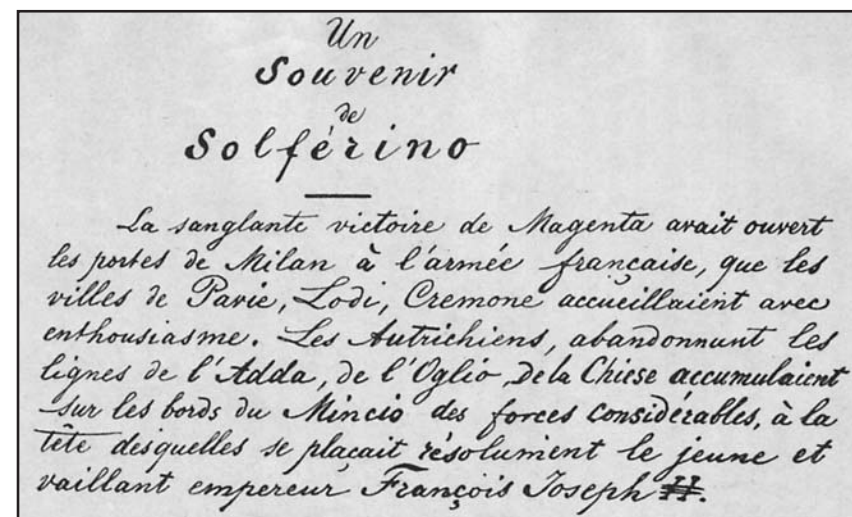 Un
Souvenir
de
Solférino
La sanglante victoire de Magenta avait ouvert
les portes de Milan à l'armée française, que les
villes de Pavie, Lodi, Cremone accueillaient avec
enthousiasme. Les Autrichiens, abandonnant les
lignes de l'Adda, de l'Oglio, de la Chiese accumulaient
sur les bords du Mincio des forces considérables, à la
tête desquelles se plaçait résolument le jeune et
vaillant empereur François Joseph.